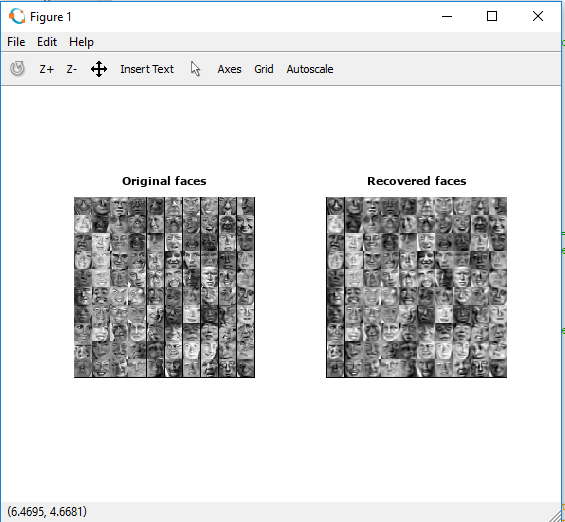 Figure 1
File Edit Help
Z+ Z- Insert Text Axes Grid Autoscale
Original faces Recovered faces
(6.4695, 4.6681)